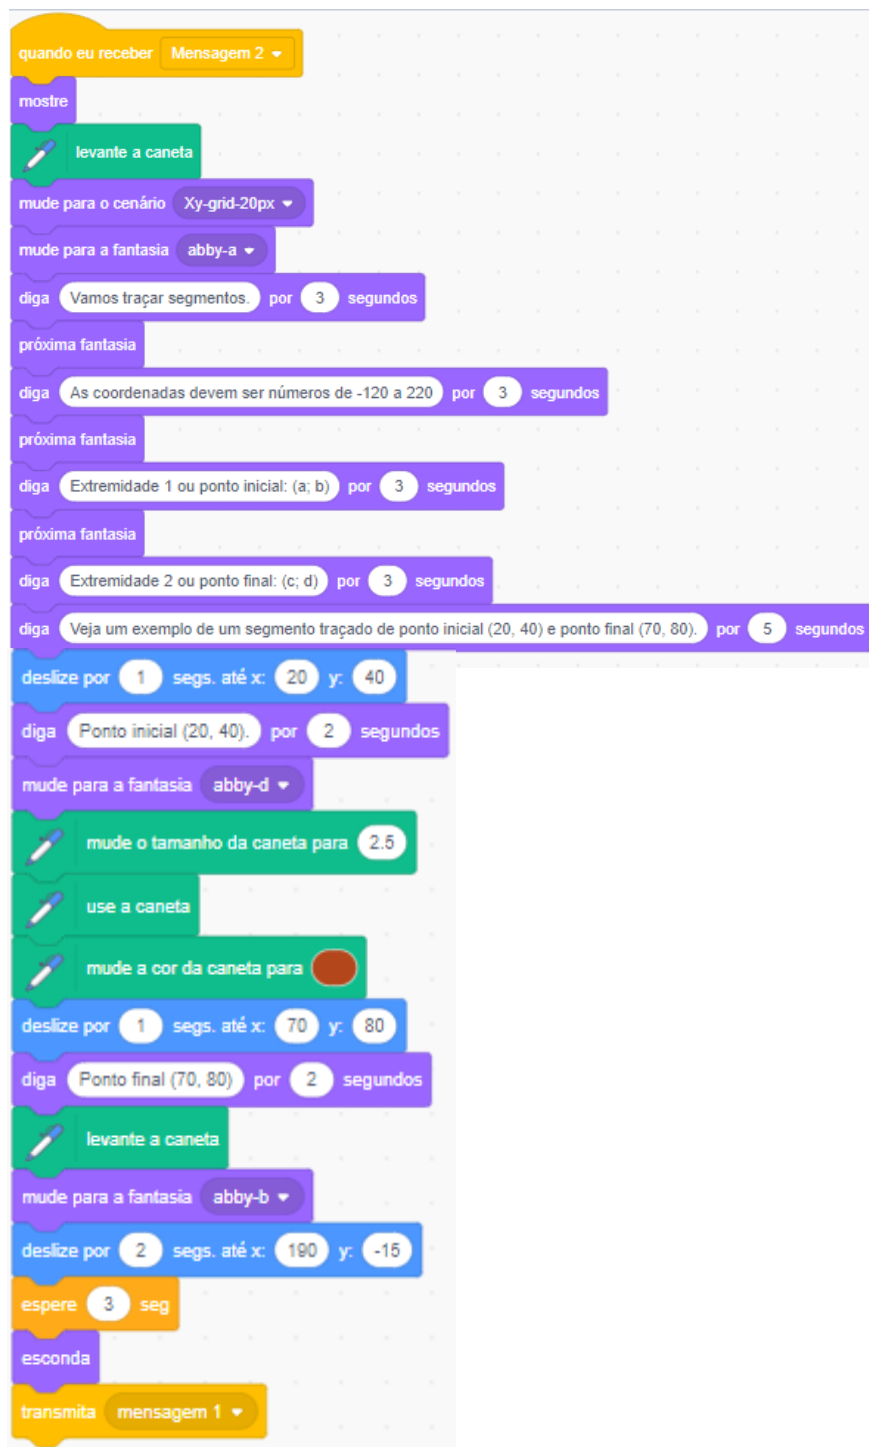 quando eu receber Mensagem 2
mostre
levante a caneta
mude para o cenário Xy-grid-20px
mude para a fantasia abby-a
diga Vamos traçar segmentos. por 3 segundos
próxima fantasia
diga As coordenadas devem ser números de -120 a 220 por 3 segundos
próxima fantasia
diga Extremidade 1 ou ponto inicial: (a; b) por 3 segundos
próxima fantasia
diga Extremidade 2 ou ponto final: (c; d) por 3 segundos
diga Veja um exemplo de um segmento traçado de ponto inicial (20, 40) e ponto final (70, 80). por 5 segundos
deslize por 1 segs. até x: 20 y: 40
diga Ponto inicial (20, 40). por 2 segundos
mude para a fantasia abby-d
mude o tamanho da caneta para 2.5
use a caneta
mude a cor da caneta para
deslize por 1 segs. até x: 70 y: 80
diga Ponto final (70, 80) por 2 segundos
levante a caneta
mude para a fantasia abby-b
deslize por 2 segs. até x: 190 y: -15
espere 3 seg
esconda
transmita mensagem 1